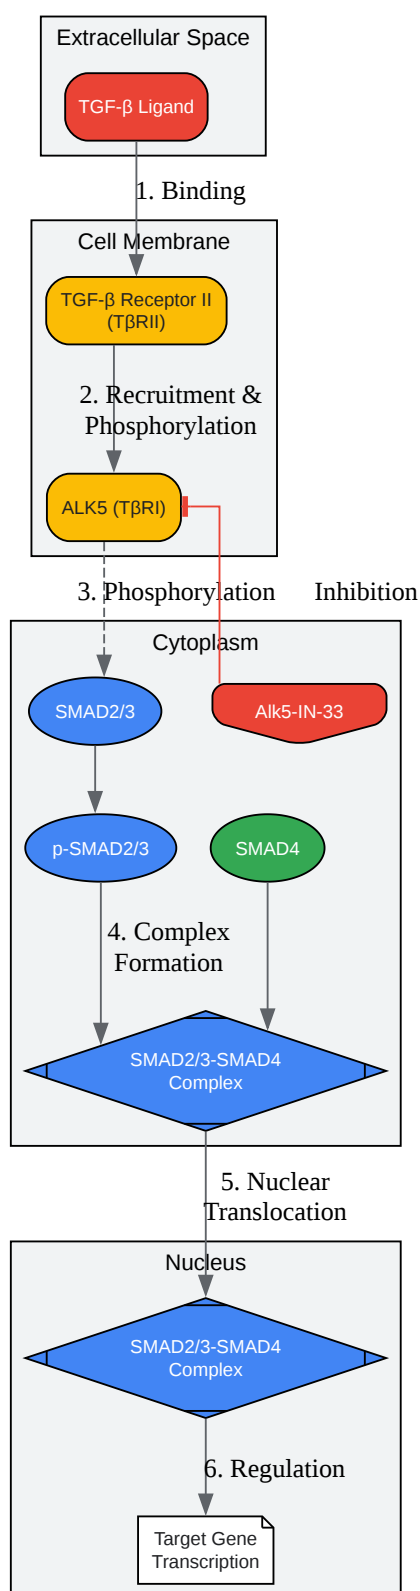 Extracellular Space
TGF-β Ligand
1. Binding
Cell Membrane
TGF-β Receptor II
(TβRII)
2. Recruitment &
Phosphorylation
ALK5 (TβRI)
3. Phosphorylation
Inhibition
Cytoplasm
SMAD2/3
Alk5-IN-33
p-SMAD2/3
SMAD4
4. Complex
Formation
SMAD2/3-SMAD4
Complex
5. Nuclear
Translocation
Nucleus
SMAD2/3-SMAD4
Complex
6. Regulation
Target Gene
Transcription